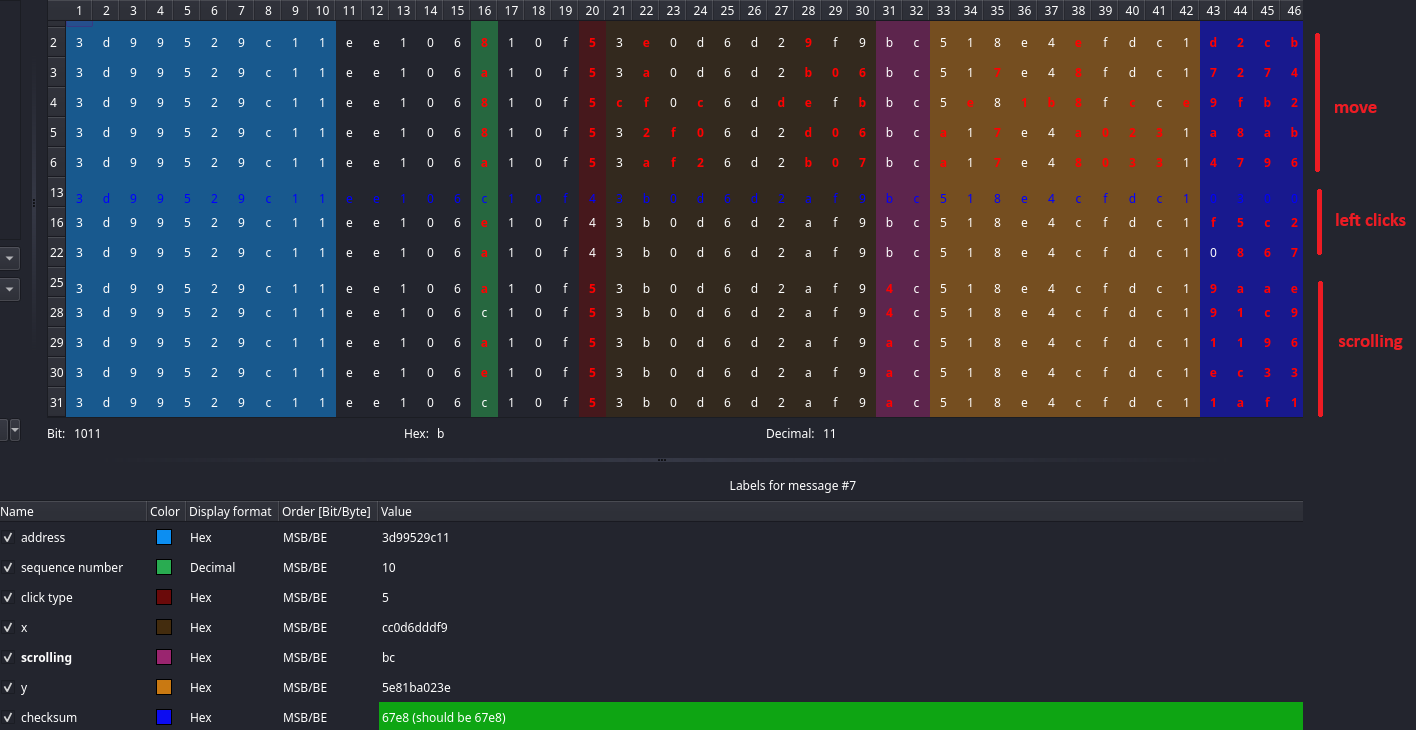 1 2 3 4 5 6 7 8 9 10 11 12 13 14 15 16 17 18 19 20 21 22 23 24 25 26 27 28 29 30 31 32 33 34 35 36 37 38 39 40 41 42 43 44 45 46
2 3 d 9 9 5 2 9 c 1 1 e e 1 0 6 8 1 0 f 5 3 e 0 d 6 d 2 9 f 9 b c 5 1 8 e 4 f d c 1 d 2 c b
3 3 d 9 9 5 2 9 c 1 1 e e 1 0 6 a 1 0 f 5 3 a 0 d 6 d 2 b 0 6 b c 5 1 7 e 4 8 f d c 1 7 2 7 4
4 3 d 9 9 5 2 9 c 1 1 e e 1 0 6 8 1 0 f 5 c f 0 c 6 d d e f b b c 5 8 1 b 8 f c c 9 f b 2
5 3 d 9 9 5 2 9 c 1 1 e e 1 0 6 8 1 0 f 5 3 2 f 0 6 d 2 d 0 6 b c a 1 7 e 4 a 0 2 3 1 a 8 a b
6 3 d 9 9 5 2 9 c 1 1 e e 1 0 6 a 1 0 f 5 3 a f 2 6 d 2 b 0 7 b c a 1 7 e 4 8 0 3 3 1 4 7 9 6
move
13 3 d 9 9 5 2 9 c 1 1 e e 1 0 6 c 1 0 f 4 3 b 0 d 6 d 2 a f 9 b c 5 1 8 e 4 c f d c 1
16 3 d 9 9 5 2 9 c 1 1 e e 1 0 6 e 1 0 f 4 3 b 0 d 6 d 2 a f 9 b c 5 1 8 e 4 c f d c 1 f 5 c 2
left clicks
22 3 d 9 9 5 2 9 c 1 1 e e 1 0 6 a 1 0 f 4 3 b 0 d 6 d 2 a f 9 b c 5 1 8 e 4 c f d c 1 0 8 6 7
25 3 d 9 9 5 2 9 c 1 1 e e 1 0 6 a 1 0 f 5 3 b 0 d 6 d 2 a f 9 4 c 5 1 8 e 4 c f d c 1 9 a a e
28 3 d 9 9 5 2 9 c 1 1 e e 1 0 6 c 1 0 f 5 3 b 0 d 6 d 2 a f 9 4 c 5 1 8 e 4 c f d c 1 9 1 c 9
29 3 d 9 9 5 2 9 c 1 1 e e 1 0 6 a 1 0 f 5 3 b 0 d 6 d 2 a f 9 a c 5 1 8 e 4 c f d c 1 1 1 9 6
scrolling
30 3 d 9 9 5 2 9 c 1 1 e e 1 0 6 e 1 0 f 5 3 b 0 d 6 d 2 a f 9 a c 5 1 8 e 4 c f d c 1 e c 3 3
31 3 d 9 9 5 2 9 c 1 1 e e 1 0 6 c 1 0 f 5 3 b 0 d 6 d 2 a f 9 a c 5 1 8 e 4 c f d c 1 1 a f 1
Bit: 1011 Hex: b Decimal: 11
Labels for message #7
Name Color Display format Order [Bit/Byte] Value
address Hex MSB/BE 3d99529c11
sequence number Decimal MSB/BE 10
click type Hex MSB/BE 5
x Hex MSB/BE cc0d6dddf9
scrolling Hex MSB/BE bc
y Hex MSB/BE 5e81ba023e
checksum Hex MSB/BE 67e8 (should be 67e8)